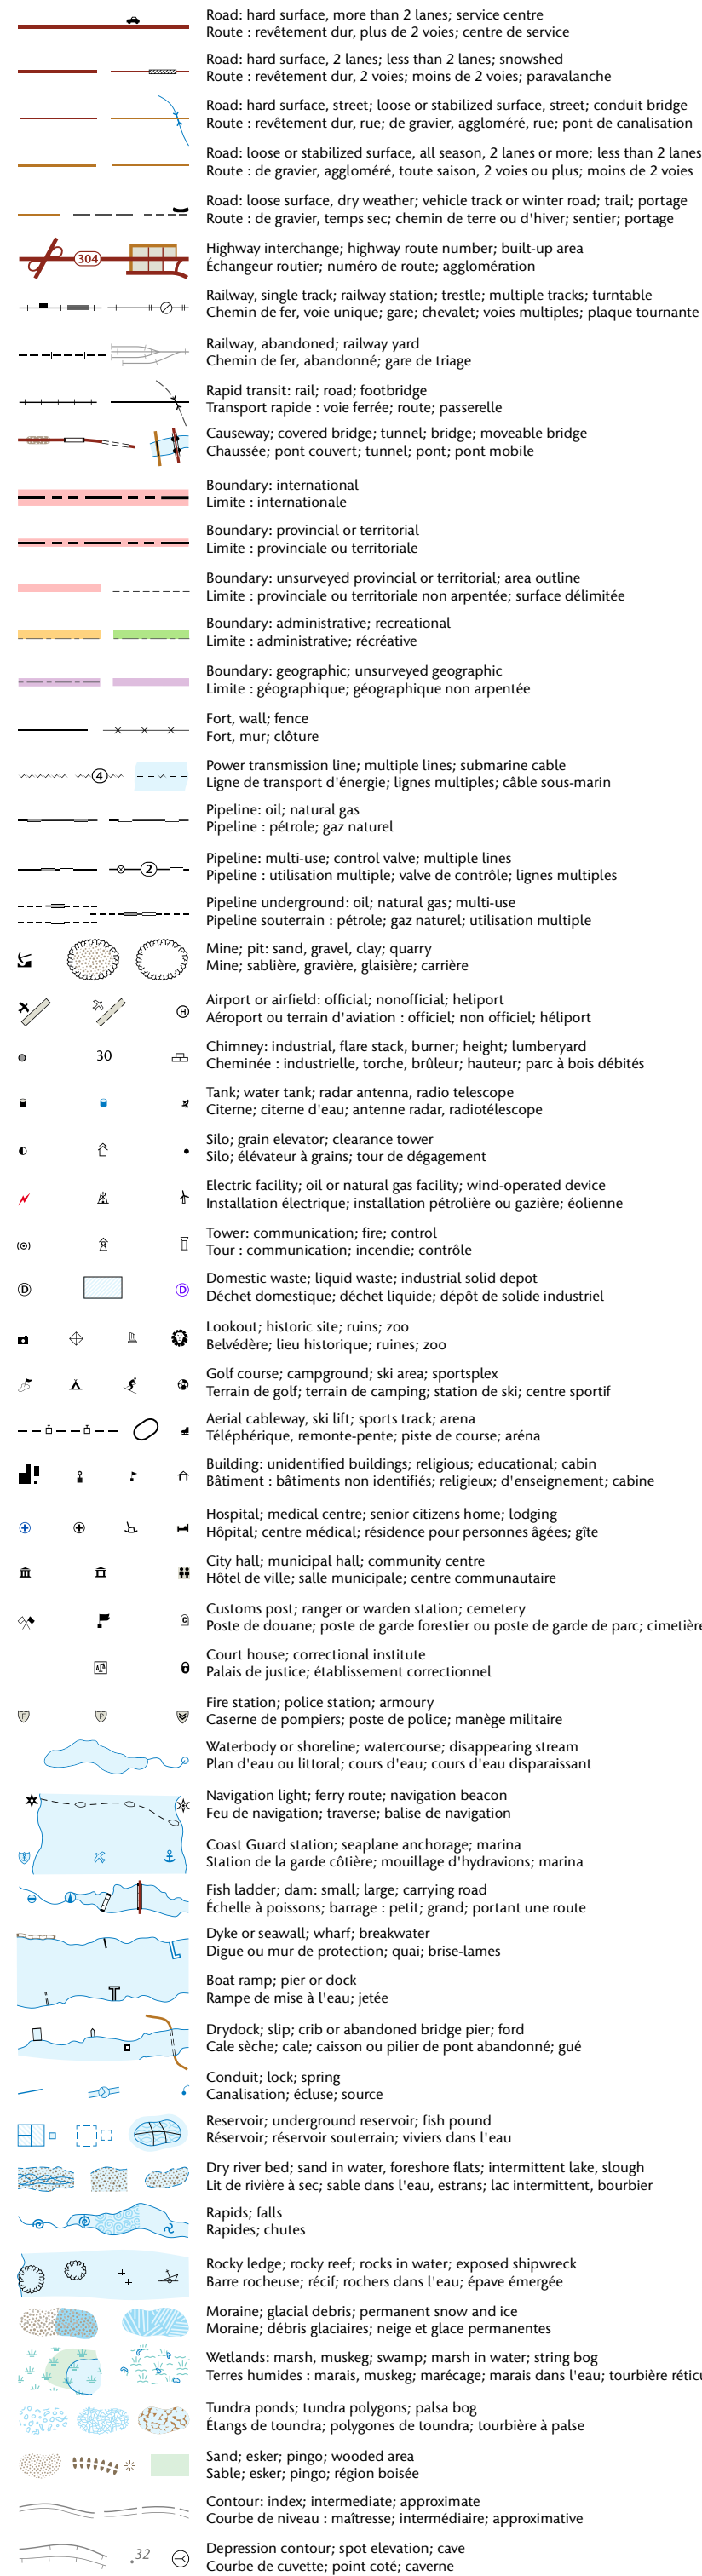 Road: hard surface, more than 2 lanes; service centre
Route : revêtement dur, plus de 2 voies; centre de service
Road: hard surface, 2 lanes; less than 2 lanes; snowshed
Route : revêtement dur, 2 voies; moins de 2 voies; paravalanche
Road: hard surface, street; loose or stabilized surface, street; conduit bridge
Route : revêtement dur, rue; de gravier, aggloméré, rue; pont de canalisation
Road: loose or stabilized surface, all season, 2 lanes or more; less than 2 lanes
Route : de gravier, aggloméré, toute saison, 2 voies ou plus; moins de 2 voies
Road: loose surface, dry weather; vehicle track or winter road; trail; portage
Route : de gravier, temps sec; chemin de terre ou d'hiver; sentier; portage
304
Highway interchange; highway route number; built-up area
Échangeur routier; numéro de route; agglomération
Railway, single track; railway station; trestle; multiple tracks; turntable
Chemin de fer, voie unique; gare; chevalet; voies multiples; plaque tournante
Railway, abandoned; railway yard
Chemin de fer, abandonné; gare de triage
Rapid transit: rail; road; footbridge
Transport rapide : voie ferrée; route; passerelle
Causeway; covered bridge; tunnel; bridge; moveable bridge
Chaussée; pont couvert; tunnel; pont; pont mobile
Boundary: international
Limite : internationale
Boundary: provincial or territorial
Limite : provinciale ou territoriale
Boundary: unsurveyed provincial or territorial; area outline
Limite : provinciale ou territoriale non arpentée; surface délimitée
Boundary: administrative; recreational
Limite : administrative; récréative
Boundary: geographic; unsurveyed geographic
Limite : géographique; géographique non arpentée
Fort, wall; fence
Fort, mur; clôture
4
Power transmission line; multiple lines; submarine cable
Ligne de transport d'énergie; lignes multiples; câble sous-marin
Pipeline: oil; natural gas
Pipeline : pétrole; gaz naturel
2
Pipeline: multi-use; control valve; multiple lines
Pipeline : utilisation multiple; valve de contrôle; lignes multiples
Pipeline underground: oil; natural gas; multi-use
Pipeline souterrain : pétrole; gaz naturel; utilisation multiple
Mine; pit: sand, gravel, clay; quarry
Mine; sablière, gravière, glaisière; carrière
H
Airport or airfield: official; nonofficial; heliport
Aéroport ou terrain d'aviation : officiel; non officiel; héliport
30
Chimney: industrial, flare stack, burner; height; lumberyard
Cheminée : industrielle, torche, brûleur; hauteur; parc à bois débités
Tank; water tank; radar antenna, radio telescope
Citerne; citerne d'eau; antenne radar, radiotélescope
Silo; grain elevator; clearance tower
Silo; élévateur à grains; tour de dégagement
Electric facility; oil or natural gas facility; wind-operated device
Installation électrique; installation pétrolière ou gazière; éolienne
Tower: communication; fire; control
Tour : communication; incendie; contrôle
D D
Domestic waste; liquid waste; industrial solid depot
Déchet domestique; déchet liquide; dépôt de solide industriel
Lookout; historic site; ruins; zoo
Belvédère; lieu historique; ruines; zoo
Golf course; campground; ski area; sportsplex
Terrain de golf; terrain de camping; station de ski; centre sportif
Aerial cableway, ski lift; sports track; arena
Téléphérique, remonte-pente; piste de course; aréna
Building: unidentified buildings; religious; educational; cabin
Bâtiment : bâtiments non identifiés; religieux; d'enseignement; cabine
Hospital; medical centre; senior citizens home; lodging
Hôpital; centre médical; résidence pour personnes âgées; gîte
City hall; municipal hall; community centre
Hôtel de ville; salle municipale; centre communautaire
C
Customs post; ranger or warden station; cemetery
Poste de douane; poste de garde forestier ou poste de garde de parc; cimetière
Court house; correctional institute
Palais de justice; établissement correctionnel
F P
Fire station; police station; armoury
Caserne de pompiers; poste de police; manège militaire
Waterbody or shoreline; watercourse; disappearing stream
Plan d'eau ou littoral; cours d'eau; cours d'eau disparaissant
Navigation light; ferry route; navigation beacon
Feu de navigation; traverse; balise de navigation
Coast Guard station; seaplane anchorage; marina
Station de la garde côtière; mouillage d'hydravions; marina
Fish ladder; dam: small; large; carrying road
Échelle à poissons; barrage : petit; grand; portant une route
Dyke or seawall; wharf; breakwater
Digue ou mur de protection; quai; brise-lames
Boat ramp; pier or dock
Rampe de mise à l'eau; jetée
Drydock; slip; crib or abandoned bridge pier; ford
Cale sèche; cale; caisson ou pilier de pont abandonné; gué
Conduit; lock; spring
Canalisation; écluse; source
Reservoir; underground reservoir; fish pound
Réservoir; réservoir souterrain; viviers dans l'eau
Dry river bed; sand in water, foreshore flats; intermittent lake, slough
Lit de rivière à sec; sable dans l'eau, estrans; lac intermittent, bourbier
Rapids; falls
Rapides; chutes
Rocky ledge; rocky reef; rocks in water; exposed shipwreck
Barre rocheuse; récif; rochers dans l'eau; épave émergée
Moraine; glacial debris; permanent snow and ice
Moraine; débris glaciaires; neige et glace permanentes
Wetlands: marsh, muskeg; swamp; marsh in water; string bog
Terres humides : marais, muskeg; marécage; marais dans l'eau; tourbière réticu
Tundra ponds; tundra polygons; palsa bog
Étangs de toundra; polygones de toundra; tourbière à palse
Sand; esker; pingo; wooded area
Sable; esker; pingo; région boisée
Contour: index; intermediate; approximate
Courbe de niveau : maîtresse; intermédiaire; approximative
.32
Depression contour; spot elevation; cave
Courbe de cuvette; point coté; caverne